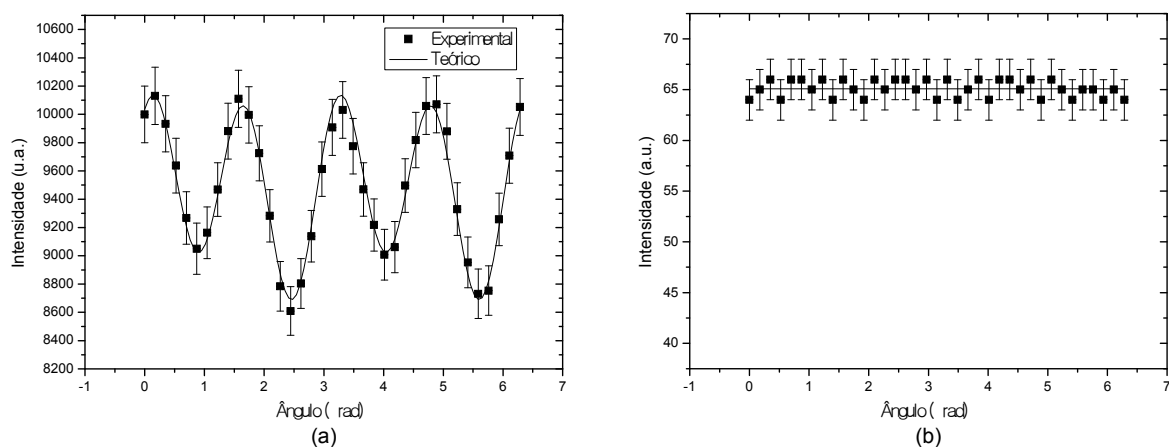 10600
10400
10200
10000
9800
9600
9400
9200
9000
8800
8600
8400
8200
-1 0 1 2 3 4 5 6 7
Intensidade (u.a.)
Ângulo ( rad)
Experimental
Teórico
(a)
70
65
60
55
50
45
40
-1 0 1 2 3 4 5 6 7
Intensidade (a.u.)
Ângulo ( rad)
(b)